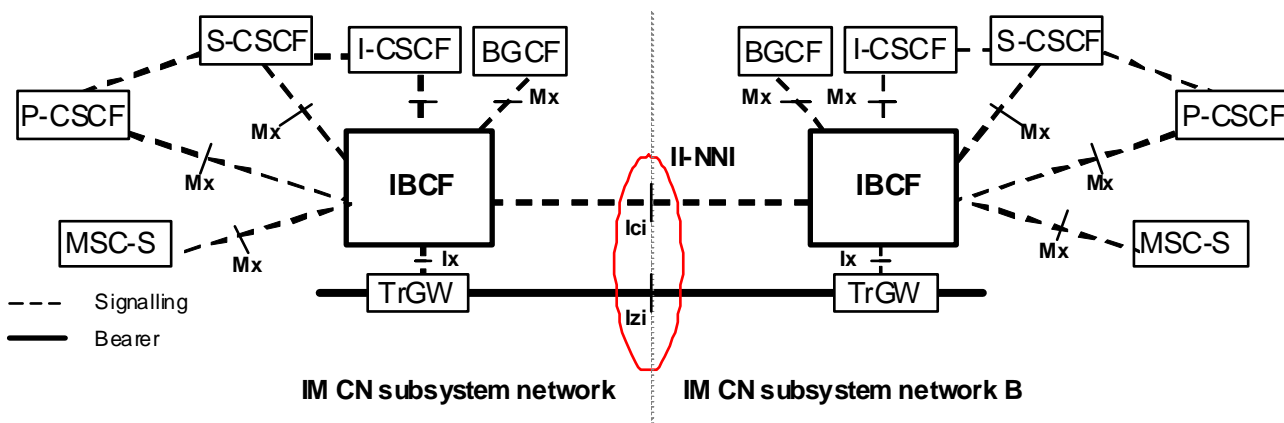 S-CSCF
I-CSCF
BGCF
BGCF
I-CSCF
S-CSCF
P-CSCF
P-CSCF
Mx
Mx
Mx
Mx
Mx
II-NNI
IBCF
IBCF
Mx
Mx
MSC-S
Ici
MSC-S
Mx
Mx
Ix
Ix
TrGW
TrGW
Signalling
Izi
Bearer
IM CN subsystem network
IM CN subsystem network B